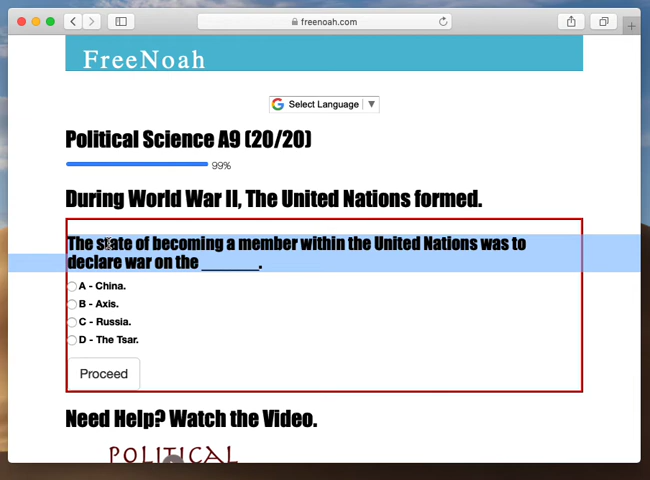 freenoah.com
FreeNoah
Select Language
Political Science A9 (20/20)
99%
During World War II, The United Nations formed.
The state of becoming a member within the United Nations was to
declare war on the ______.
A - China.
B - Axis.
C - Russia.
D - The Tsar.
Proceed
Need Help? Watch the Video.
POLITICAL